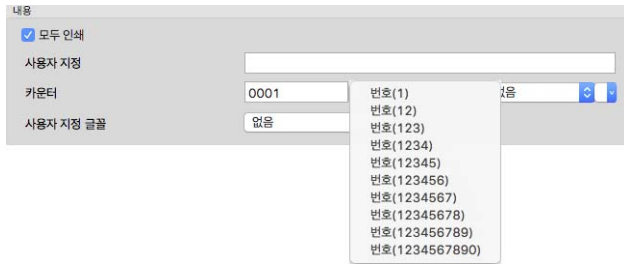 내용
모두 인쇄
사용자 지정
카운터 0001 없음
사용자 지정 글꼴 없음
번호(1)
번호(12)
번호(123)
번호(1234)
번호(12345)
번호(123456)
번호(1234567)
번호(12345678)
번호(123456789)
번호(1234567890)